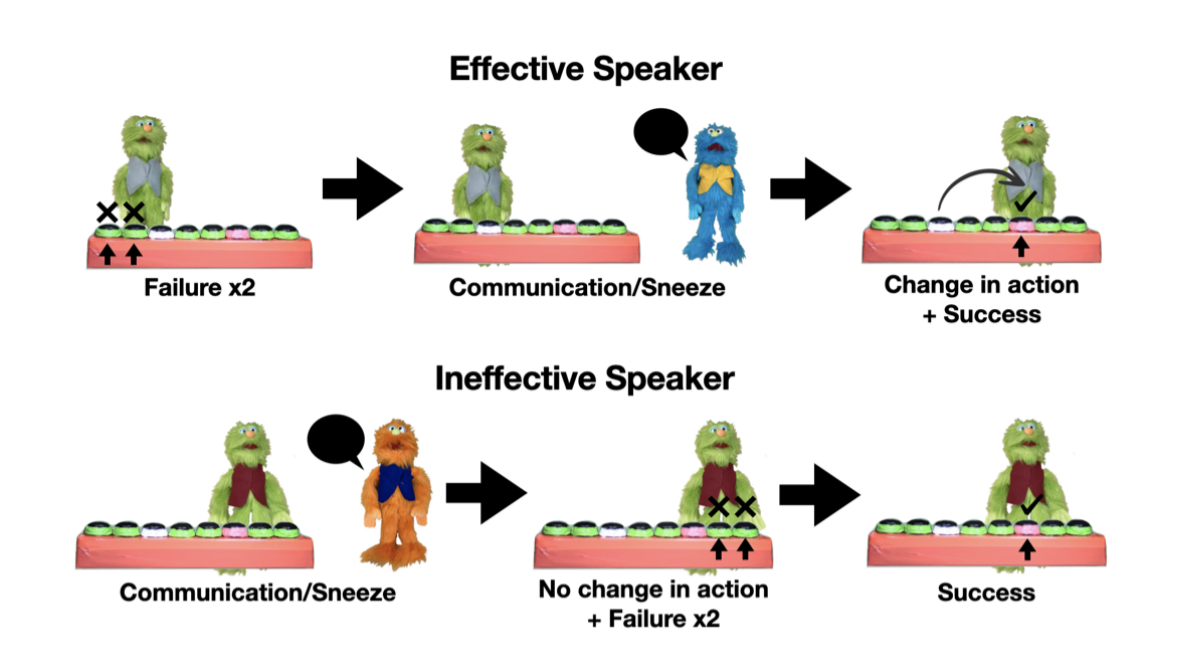 Effective Speaker
Failure x2
Communication/Sneeze
Change in action
+ Success
Ineffective Speaker
Communication/Sneeze
No change in action
+ Failure x2
Success